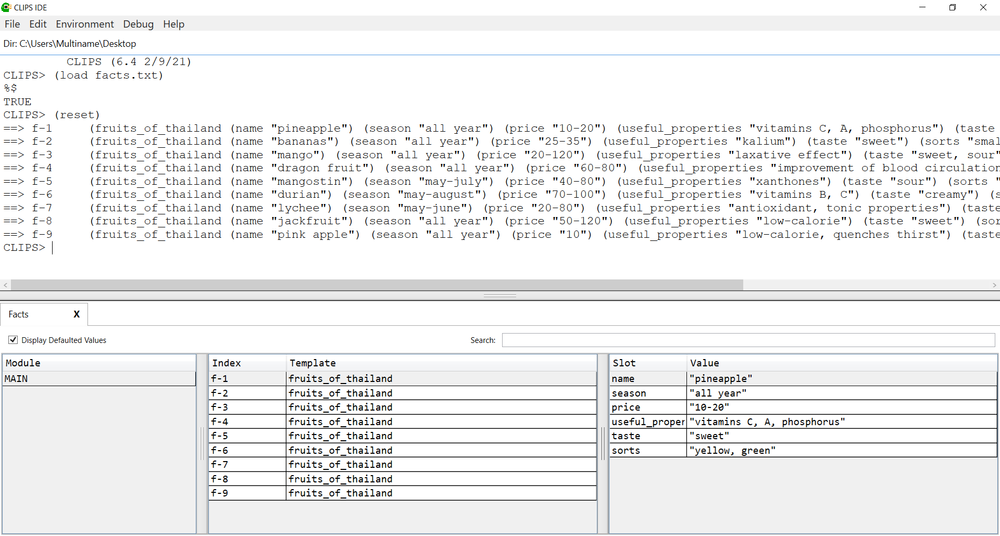 CLIPS IDE
File Edit Environment Debug Help
Dir: C:\Users\Multiname\Desktop
CLIPS (6.4 2/9/21)
CLIPS> (load facts.txt)
%$
TRUE
CLIPS> (reset)
==> f-1 (fruits_of_thailand (name "pineapple") (season "all year") (price "10-20") (useful_properties "vitamins C, A, phosphorus") (taste
==> f-2 (fruits_of_thailand (name "bananas") (season "all year") (price "25-35") (useful_properties "kalium") (taste "sweet") (sorts "smal
==> f-3 (fruits_of_thailand (name "mango") (season "all year") (price "20-120") (useful_properties "laxative effect") (taste "sweet, sour"
==> f-4 (fruits_of_thailand (name "dragon fruit") (season "all year") (price "60-80") (useful_properties "improvement of blood circulation
==> f-5 (fruits_of_thailand (name "mangostin") (season "may-july") (price "40-80") (useful_properties "xanthones") (taste "sour") (sorts "
==> f-6 (fruits_of_thailand (name "durian") (season "may-august") (price "70-100") (useful_properties "vitamins B, C") (taste "creamy") (s
==> f-7 (fruits_of_thailand (name "lychee") (season "may-june") (price "20-80") (useful_properties "antioxidant, tonic properties") (taste
==> f-8 (fruits_of_thailand (name "jackfruit") (season "all year") (price "50-120") (useful_properties "low-calorie") (taste "sweet") (sor
==> f-9 (fruits_of_thailand (name "pink apple") (season "all year") (price "10") (useful_properties "low-calorie, quenches thirst") (taste
CLIPS>
Facts X
Display Defaulted Values Search:
Module Index Template Slot Value
MAIN f-1 fruits_of_thailand name "pineapple"
f-2 fruits_of_thailand season "all year"
f-3 fruits_of_thailand price "10-20"
f-4 fruits_of_thailand useful_proper "vitamins C, A, phosphorus"
f-5 fruits_of_thailand taste "sweet"
f-6 fruits_of_thailand sorts "yellow, green"
f-7 fruits_of_thailand
f-8 fruits_of_thailand
f-9 fruits_of_thailand